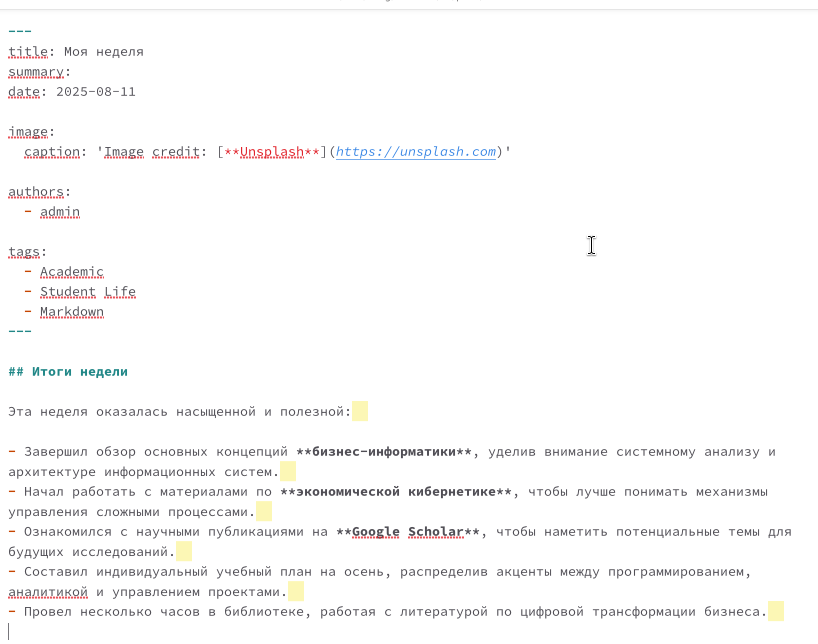 ---
title: Моя неделя
summary:
date: 2025-08-11
image:
caption: 'Image credit: [**Unsplash**](https://unsplash.com)'
authors:
- admin
tags:
- Academic
- Student Life
- Markdown
---
## Итоги недели
Эта неделя оказалась насыщенной и полезной:
- Завершил обзор основных концепций **бизнес-информатики**, уделив внимание системному анализу и
архитектуре информационных систем.
- Начал работать с материалами по **экономической кибернетике**, чтобы лучше понимать механизмы
управления сложными процессами.
- Ознакомился с научными публикациями на **Google Scholar**, чтобы наметить потенциальные темы для
будущих исследований.
- Составил индивидуальный учебный план на осень, распределив акценты между программированием,
аналитикой и управлением проектами.
- Провел несколько часов в библиотеке, работая с литературой по цифровой трансформации бизнеса.